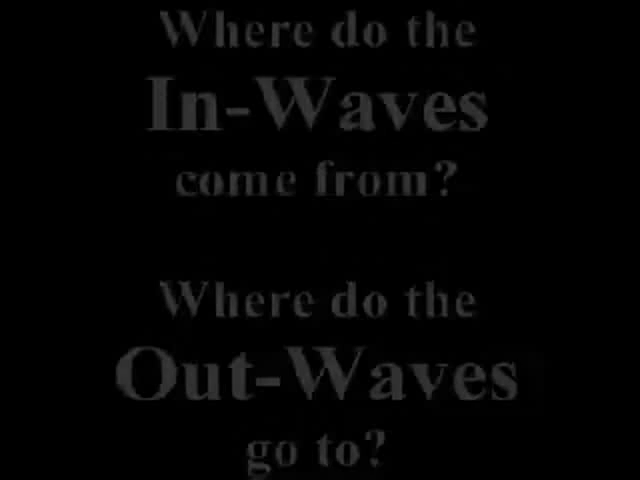 Where do the
In-Waves
come from?
Where do the
Out-Waves
go to?